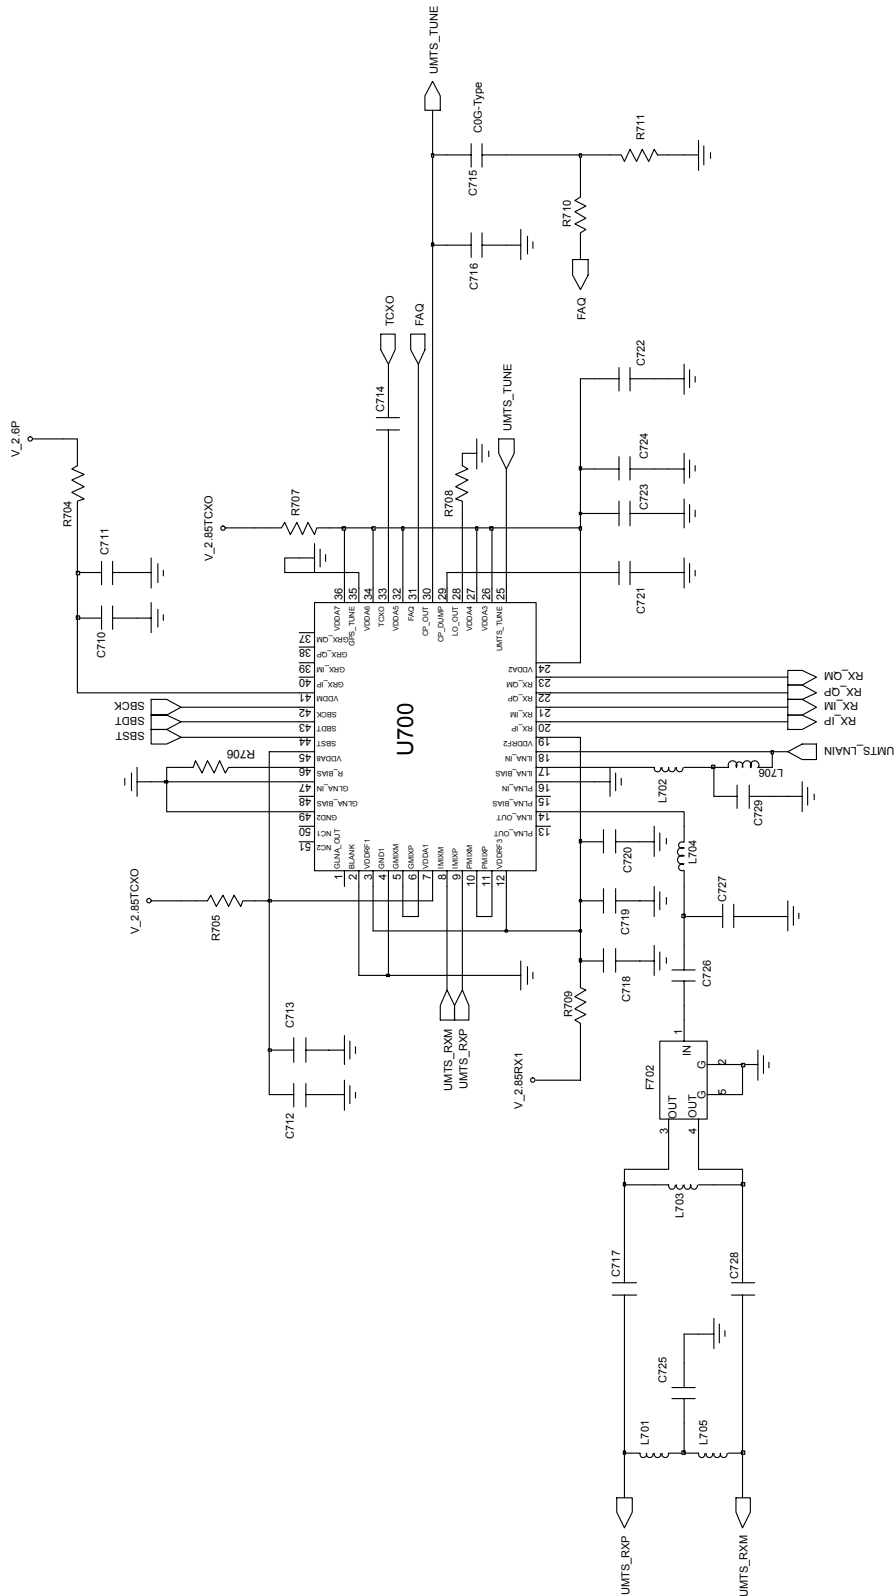 UMTS_TUNE
C0G-Type
C715
R711
R710
C716
FAQ
TCXO
FAQ
C714
V_2.6P
R704
C711
C710
V_2.85TCXO
R707
R708
UMTS_TUNE
C722
C724
C723
C721
36 VDDA7
35 GPS_TUNE
34 VDDA6
33 TCXO
32 VDDA5
31 FAQ
30 CP_OUT
29 CP_DUMP
28 LO_OUT
27 VDDA4
26 VDDA3
25 UMTS_TUNE
37 GRX_QM
38 GRX_QP
39 GRX_IM
40 GRX_IP
41 VDDM
42 SBCK
43 SBDT
44 SBST
45 VDDA8
46 R_BIAS
47 GLNA_IN
48 GLNA_BIAS
49 GND2
50 NC1
51 NC2
U700
24 VDDA2
23 RX_QM
22 RX_QP
21 RX_IM
20 RX_IP
19 VDDRF2
18 ILNA_IN
17 ILNA_BIAS
16 PLNA_IN
15 PLNA_BIAS
14 ILNA_OUT
13 PLNA_OUT
1 GLNA_OUT
2 BLANK
3 VDDRF1
4 GND1
5 GMIXM
6 GMIXP
7 VDDA1
8 IMIXM
9 IMIXP
10 PMIXM
11 PMIXP
12 VDDRF3
SBCK
SBDT
SBST
R706
RX_QM
RX_QP
RX_IM
RX_IP
UMTS_LNAIN
L706
L702
C729
L704
C720
C719
C718
C727
C726
R709
V_2.85TCXO
R705
C713
C712
UMTS_RXM
UMTS_RXP
V_2.85RX1
F702
1 IN
G 2
G 5
3 OUT
4 OUT
L703
C717
C728
C725
L701
L705
UMTS_RXP
UMTS_RXM